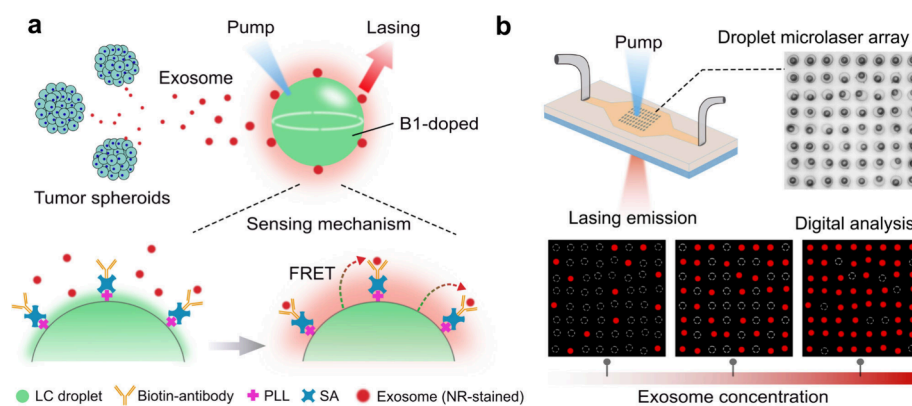 a
Pump
Lasing
Exosome
B1-doped
Tumor spheroids
Sensing mechanism
FRET
LC droplet
Biotin-antibody
PLL
SA
Exosome (NR-stained)
b
Pump
Droplet microlaser array
Lasing emission
Digital analysis
Exosome concentration